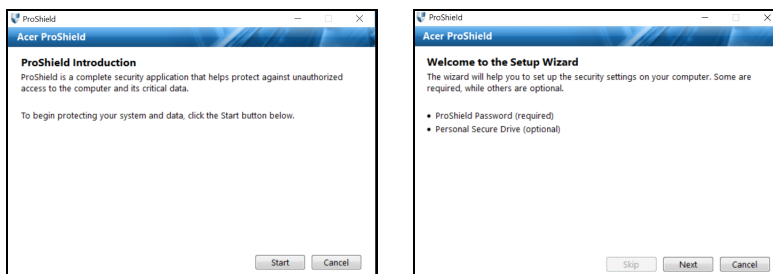 ProShield
Acer ProShield
ProShield Introduction
ProShield is a complete security application that helps protect against unauthorized
access to the computer and its critical data.
To begin protecting your system and data, click the Start button below.
Start Cancel
ProShield
Acer ProShield
Welcome to the Setup Wizard
The wizard will help you to set up the security settings on your computer. Some are
required, while others are optional.
• ProShield Password (required)
• Personal Secure Drive (optional)
Skip Next Cancel